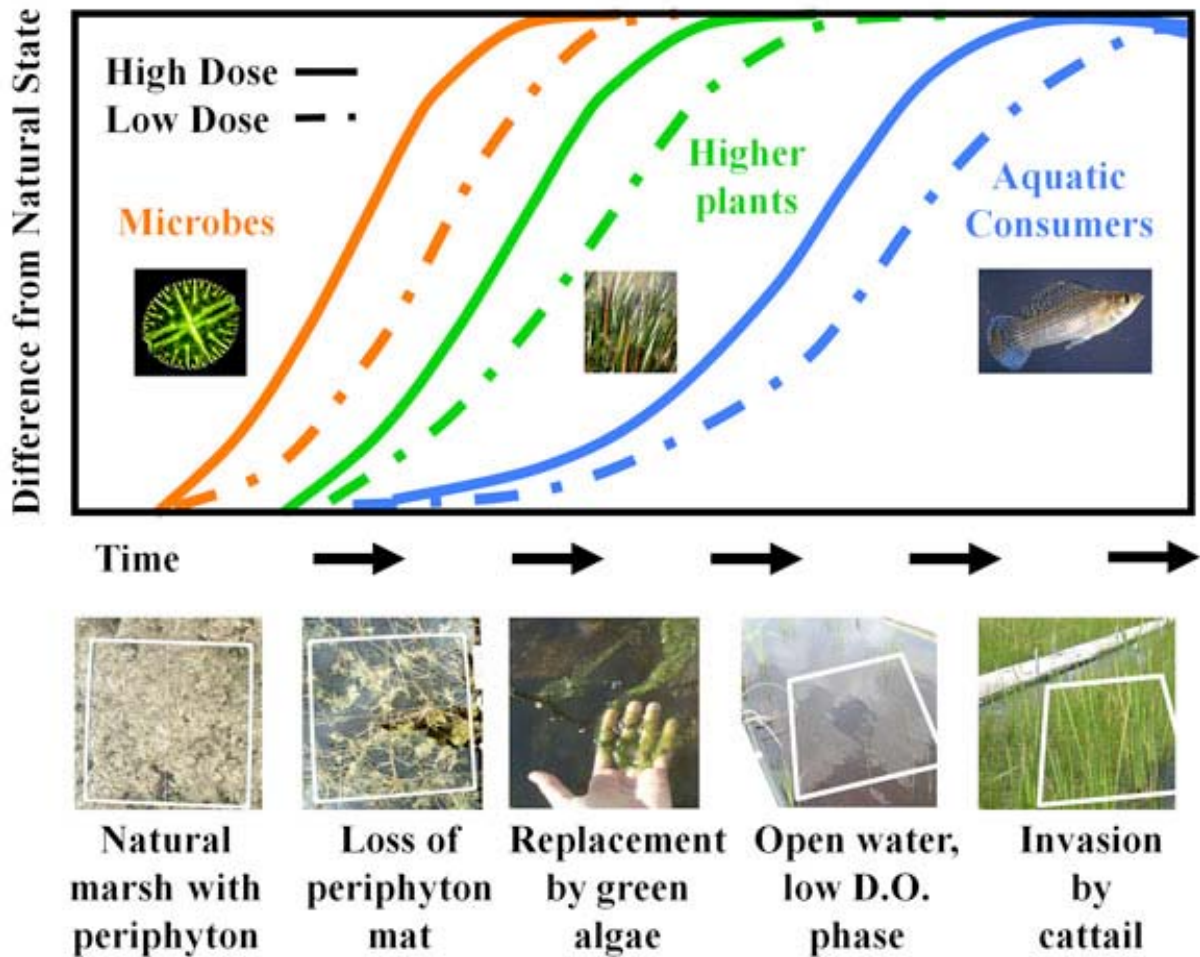 Difference from Natural State
High Dose
Low Dose
Microbes
Higher
plants
Aquatic
Consumers
Time
Natural
marsh with
periphyton
Loss of
periphyton
mat
Replacement
by green
algae
Open water,
low D.O.
phase
Invasion
by
cattail